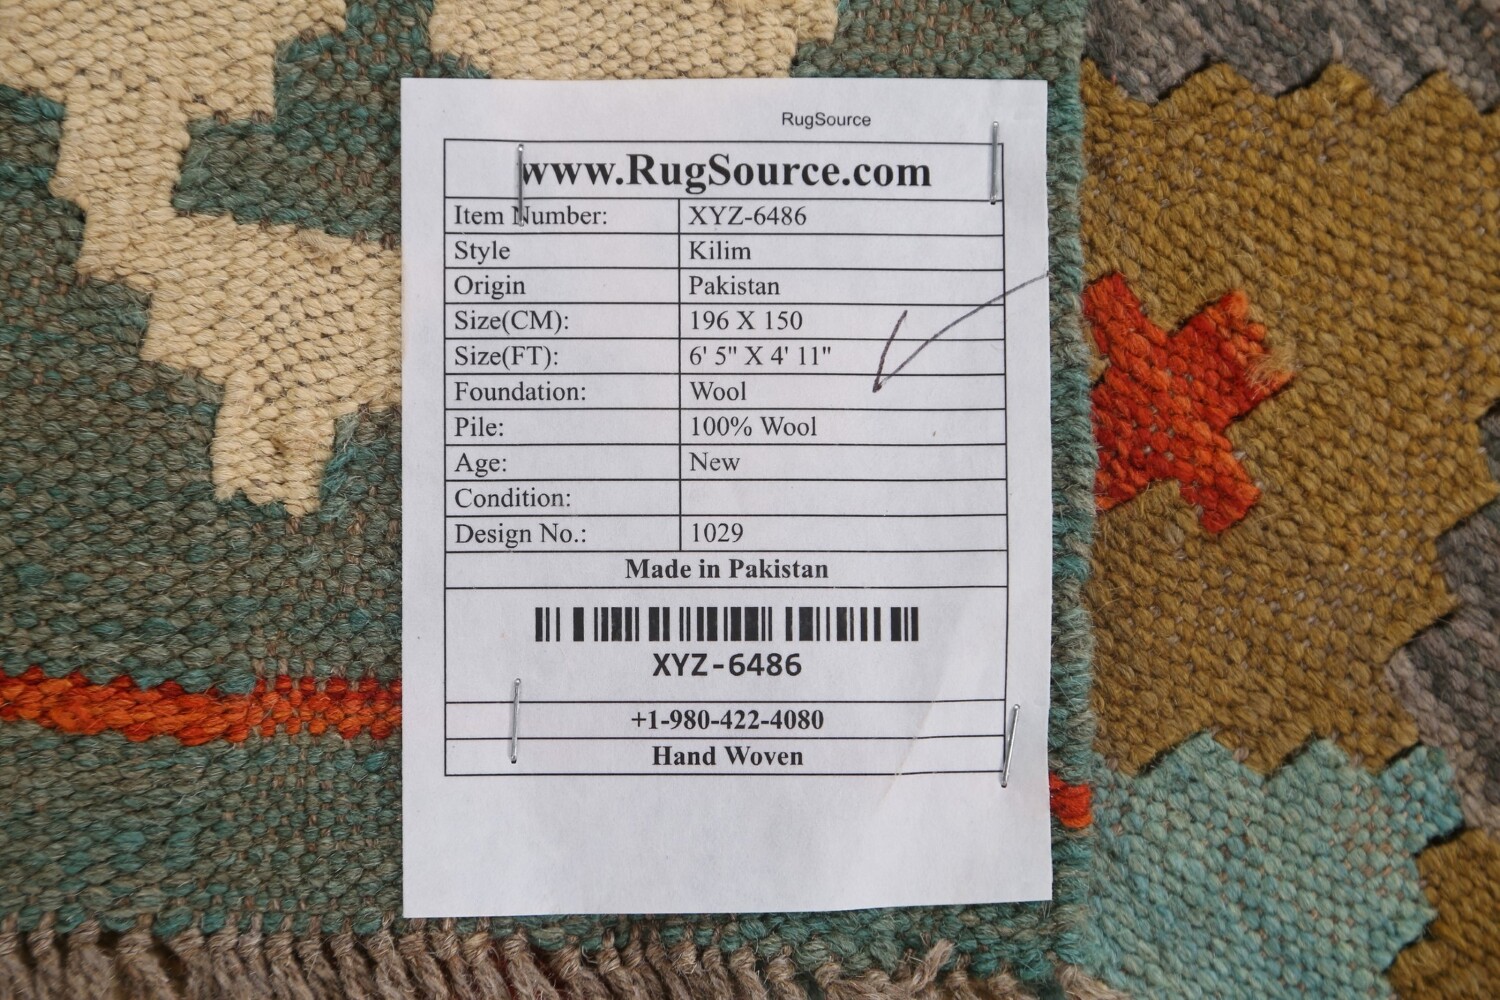 RugSource
www.RugSource.com
Item Number: XYZ-6486
Style Kilim
Origin Pakistan
Size(CM): 196 X 150
Size(FT): 6' 5" X 4' 11"
Foundation: Wool
Pile: 100% Wool
Age: New
Condition:
Design No.: 1029
Made in Pakistan
XYZ-6486
+1-980-422-4080
Hand Woven